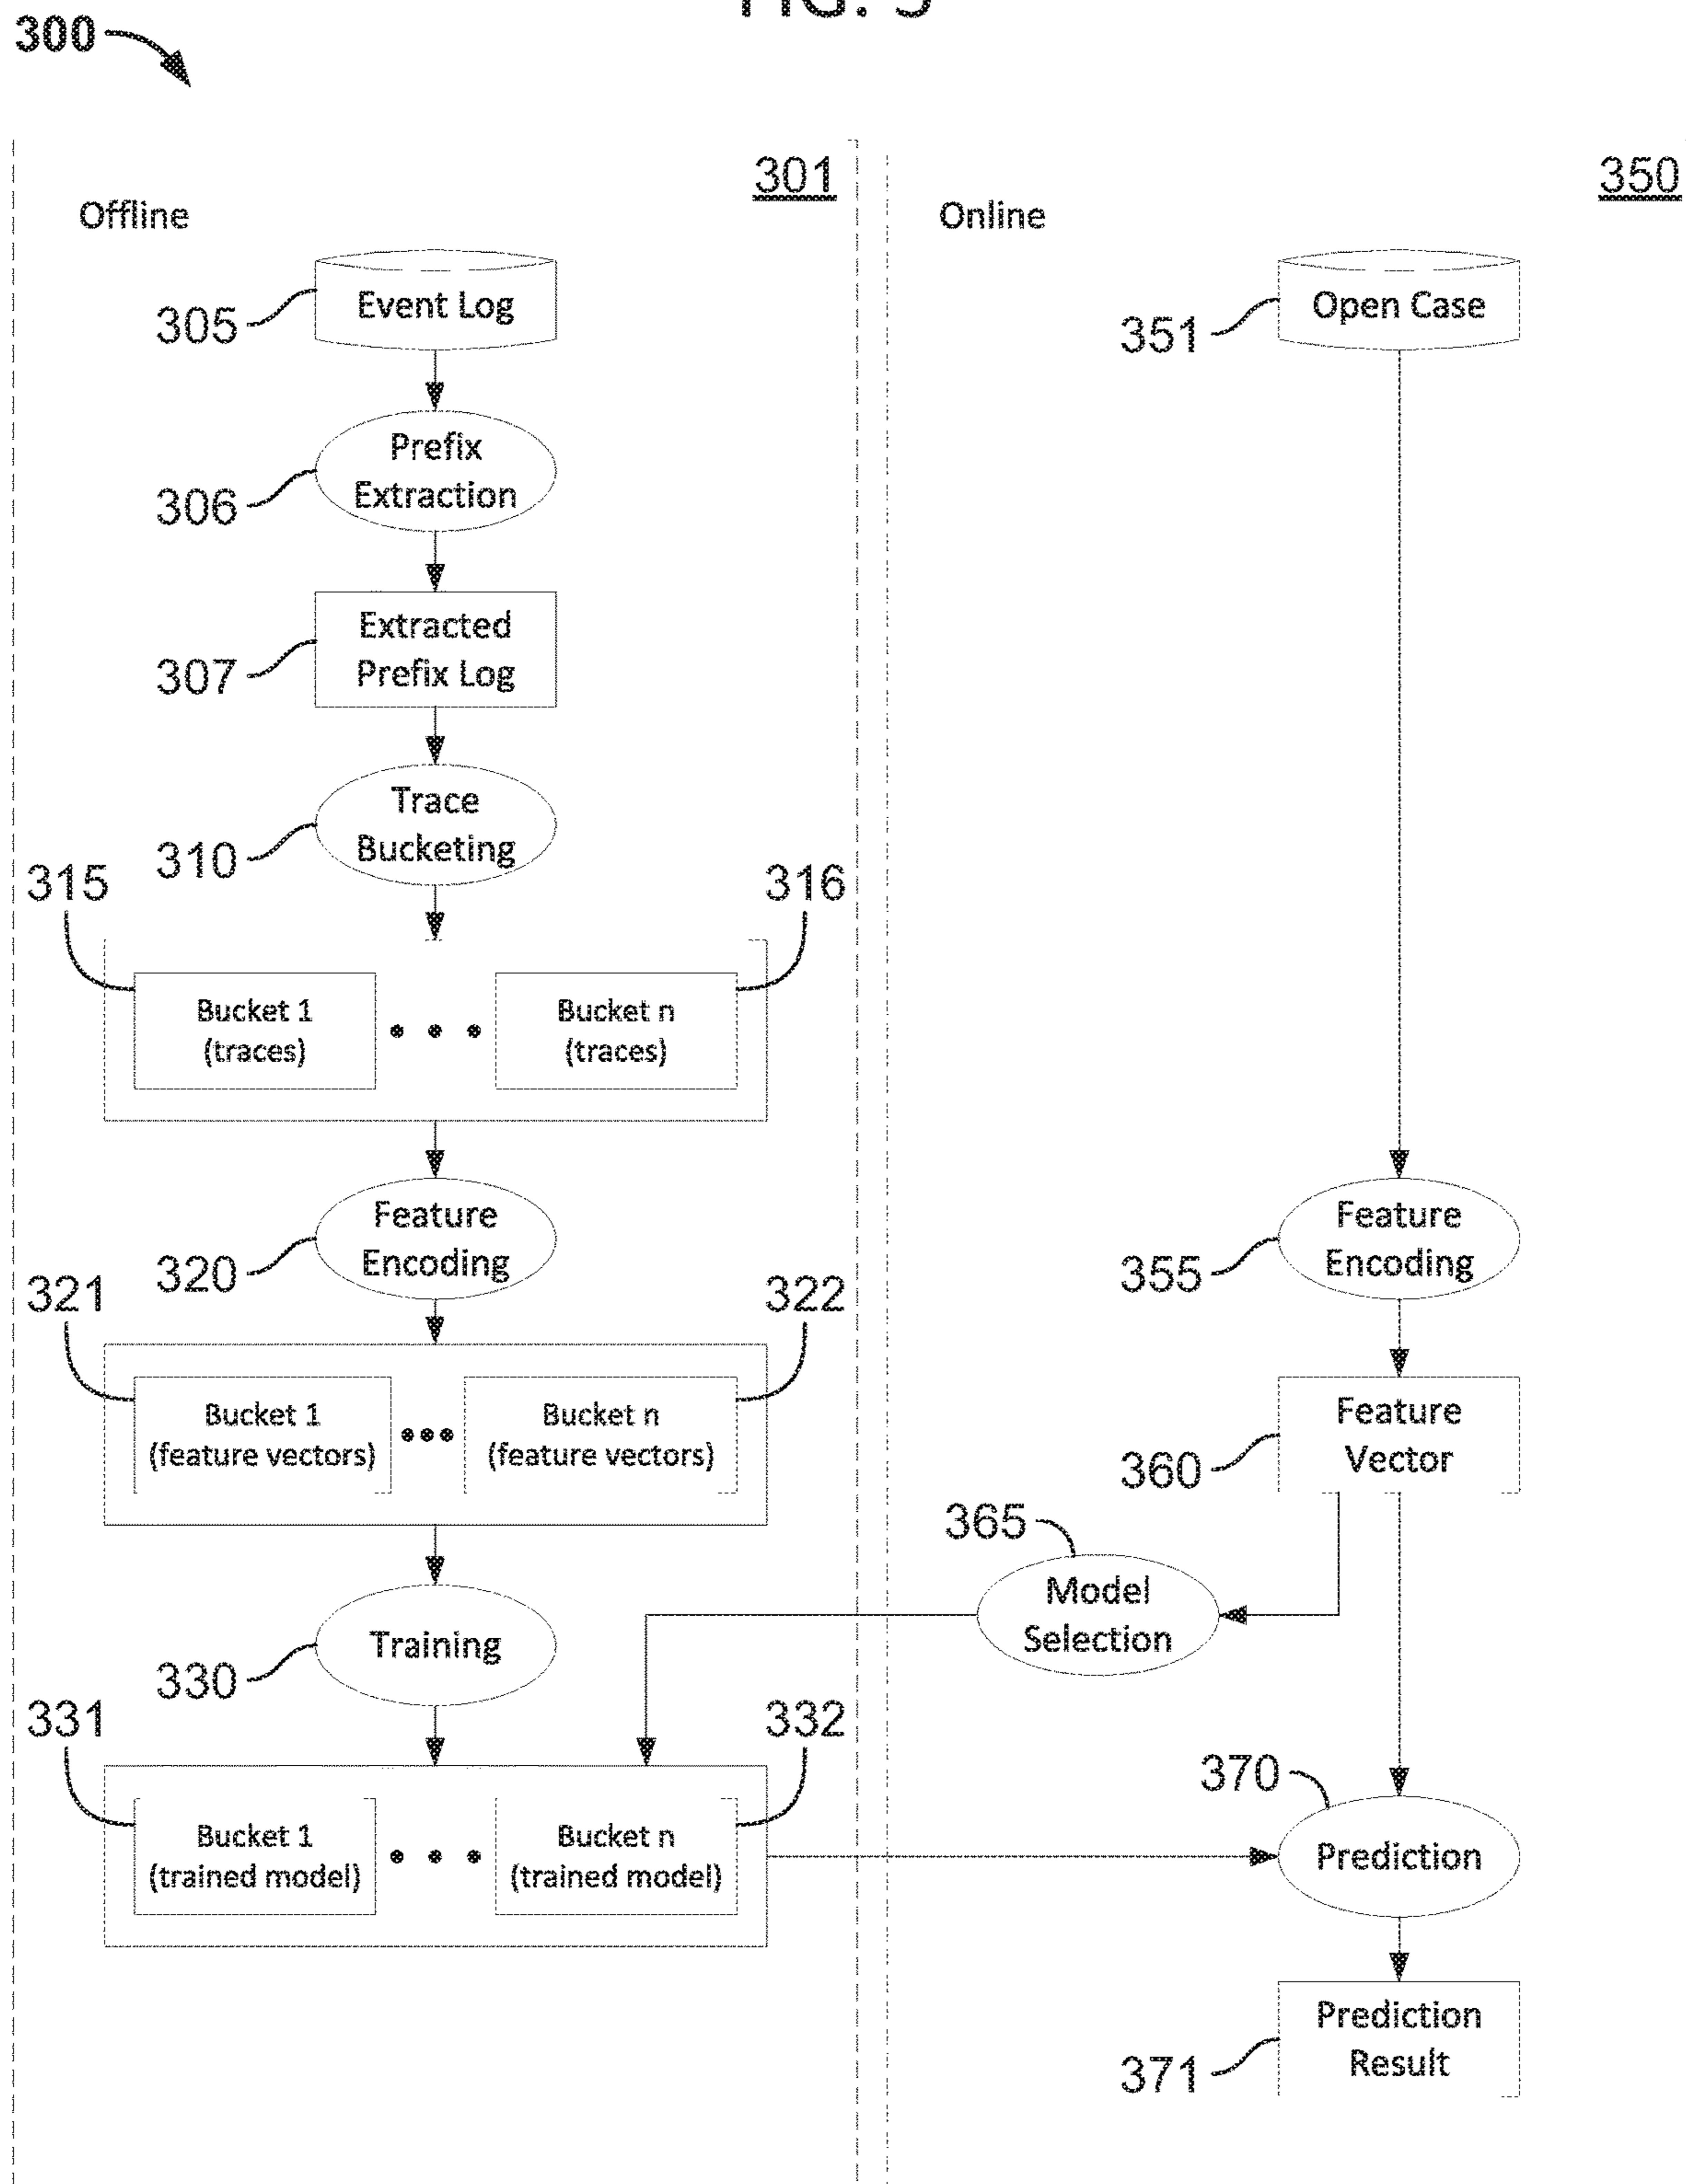 300
301
Offline
305
Event Log
306
Prefix
Extraction
307
Extracted
Prefix Log
310
Trace
Bucketing
315
316
Bucket 1
(traces)
Bucket n
(traces)
320
Feature
Encoding
321
322
Bucket 1
(feature vectors)
Bucket n
(feature vectors)
330
Training
331
332
Bucket 1
(trained model)
Bucket n
(trained model)
350
Online
351
Open Case
355
Feature
Encoding
360
Feature
Vector
365
Model
Selection
370
Prediction
371
Prediction
Result